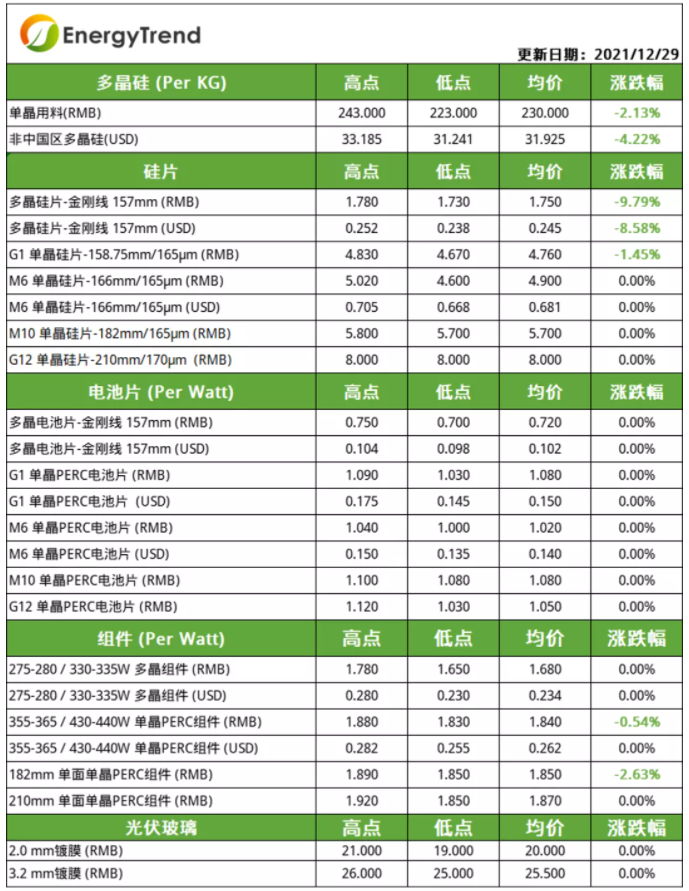 EnergyTrend
更新日期：2021/12/29
多晶硅 (Per KG) 高点 低点 均价 涨跌幅
单晶用料(RMB) 243.000 223.000 230.000 -2.13%
非中国区多晶硅(USD) 33.185 31.241 31.925 -4.22%
硅片 高点 低点 均价 涨跌幅
多晶硅片-金刚线 157mm (RMB) 1.780 1.730 1.750 -9.79%
多晶硅片-金刚线 157mm (USD) 0.252 0.238 0.245 -8.58%
G1 单晶硅片-158.75mm/165μm (RMB) 4.830 4.670 4.760 -1.45%
M6 单晶硅片-166mm/165μm (RMB) 5.020 4.600 4.900 0.00%
M6 单晶硅片-166mm/165μm (USD) 0.705 0.668 0.681 0.00%
M10 单晶硅片-182mm/165μm (RMB) 5.800 5.700 5.700 0.00%
G12 单晶硅片-210mm/170μm (RMB) 8.000 8.000 8.000 0.00%
电池片 (Per Watt) 高点 低点 均价 涨跌幅
多晶电池片-金刚线 157mm (RMB) 0.750 0.700 0.720 0.00%
多晶电池片-金刚线 157mm (USD) 0.104 0.098 0.102 0.00%
G1 单晶PERC电池片 (RMB) 1.090 1.030 1.080 0.00%
G1 单晶PERC电池片 (USD) 0.175 0.145 0.150 0.00%
M6 单晶PERC电池片 (RMB) 1.040 1.000 1.020 0.00%
M6 单晶PERC电池片 (USD) 0.150 0.135 0.140 0.00%
M10 单晶PERC电池片 (RMB) 1.100 1.080 1.080 0.00%
G12 单晶PERC电池片 (RMB) 1.120 1.030 1.050 0.00%
组件 (Per Watt) 高点 低点 均价 涨跌幅
275-280 / 330-335W 多晶组件 (RMB) 1.780 1.650 1.680 0.00%
275-280 / 330-335W 多晶组件 (USD) 0.280 0.230 0.234 0.00%
355-365 / 430-440W 单晶PERC组件 (RMB) 1.880 1.830 1.840 -0.54%
355-365 / 430-440W 单晶PERC组件 (USD) 0.282 0.255 0.262 0.00%
182mm 单面单晶PERC组件 (RMB) 1.890 1.850 1.850 -2.63%
210mm 单面单晶PERC组件 (RMB) 1.920 1.850 1.870 0.00%
光伏玻璃 高点 低点 均价 涨跌幅
2.0 mm镀膜 (RMB) 21.000 19.000 20.000 0.00%
3.2 mm镀膜 (RMB) 26.000 25.000 25.500 0.00%